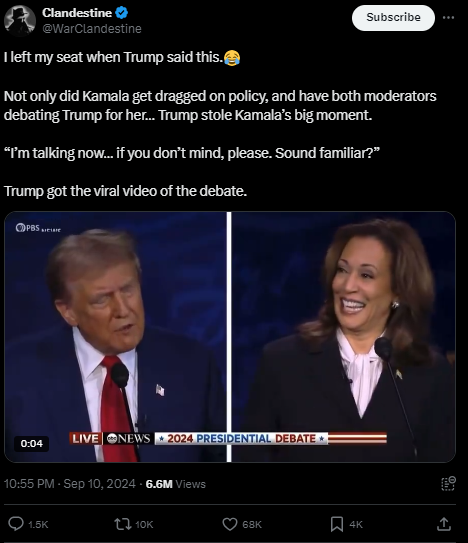 Clandestine
@WarClandestine
Subscribe
I left my seat when Trump said this.😂
Not only did Kamala get dragged on policy, and have both moderators
debating Trump for her... Trump stole Kamala's big moment.
“I'm talking now... if you don't mind, please. Sound familiar?”
Trump got the viral video of the debate.
PBS
0:04
LIVE abc NEWS ★ 2024 PRESIDENTIAL DEBATE ★
10:55 PM · Sep 10, 2024 · 6.6M Views
1.5K 10K 68K 4K